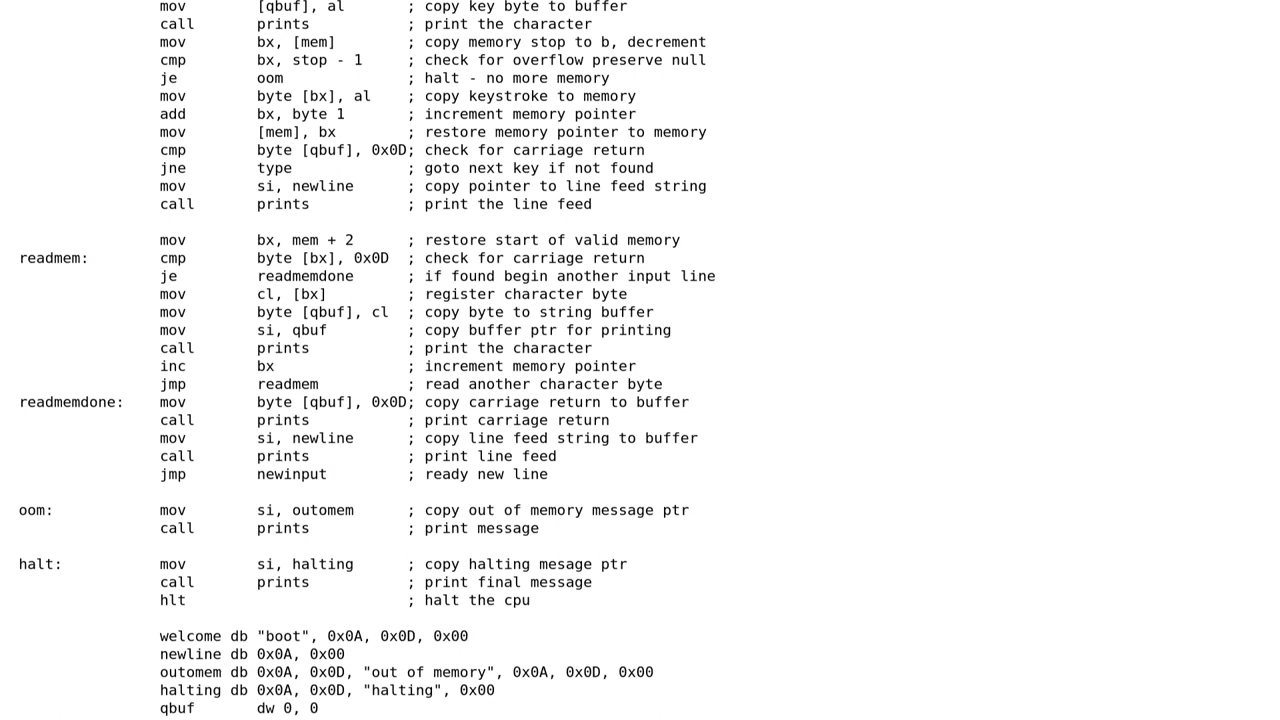 mov [qbuf], al ; copy key byte to buffer
call prints ; print the character
mov bx, [mem] ; copy memory stop to b, decrement
cmp bx, stop - 1 ; check for overflow preserve null
je oom ; halt - no more memory
mov byte [bx], al ; copy keystroke to memory
add bx, byte 1 ; increment memory pointer
mov [mem], bx ; restore memory pointer to memory
cmp byte [qbuf], 0x0D; check for carriage return
jne type ; goto next key if not found
mov si, newline ; copy pointer to line feed string
call prints ; print the line feed
mov bx, mem + 2 ; restore start of valid memory
readmem: cmp byte [bx], 0x0D ; check for carriage return
je readmemdone ; if found begin another input line
mov cl, [bx] ; register character byte
mov byte [qbuf], cl ; copy byte to string buffer
mov si, qbuf ; copy buffer ptr for printing
call prints ; print the character
inc bx ; increment memory pointer
jmp readmem ; read another character byte
readmemdone: mov byte [qbuf], 0x0D; copy carriage return to buffer
call prints ; print carriage return
mov si, newline ; copy line feed string to buffer
call prints ; print line feed
jmp newinput ; ready new line
oom: mov si, outomem ; copy out of memory message ptr
call prints ; print message
halt: mov si, halting ; copy halting mesage ptr
call prints ; print final message
hlt ; halt the cpu
welcome db "boot", 0x0A, 0x0D, 0x00
newline db 0x0A, 0x00
outomem db 0x0A, 0x0D, "out of memory", 0x0A, 0x0D, 0x00
halting db 0x0A, 0x0D, "halting", 0x00
qbuf dw 0, 0